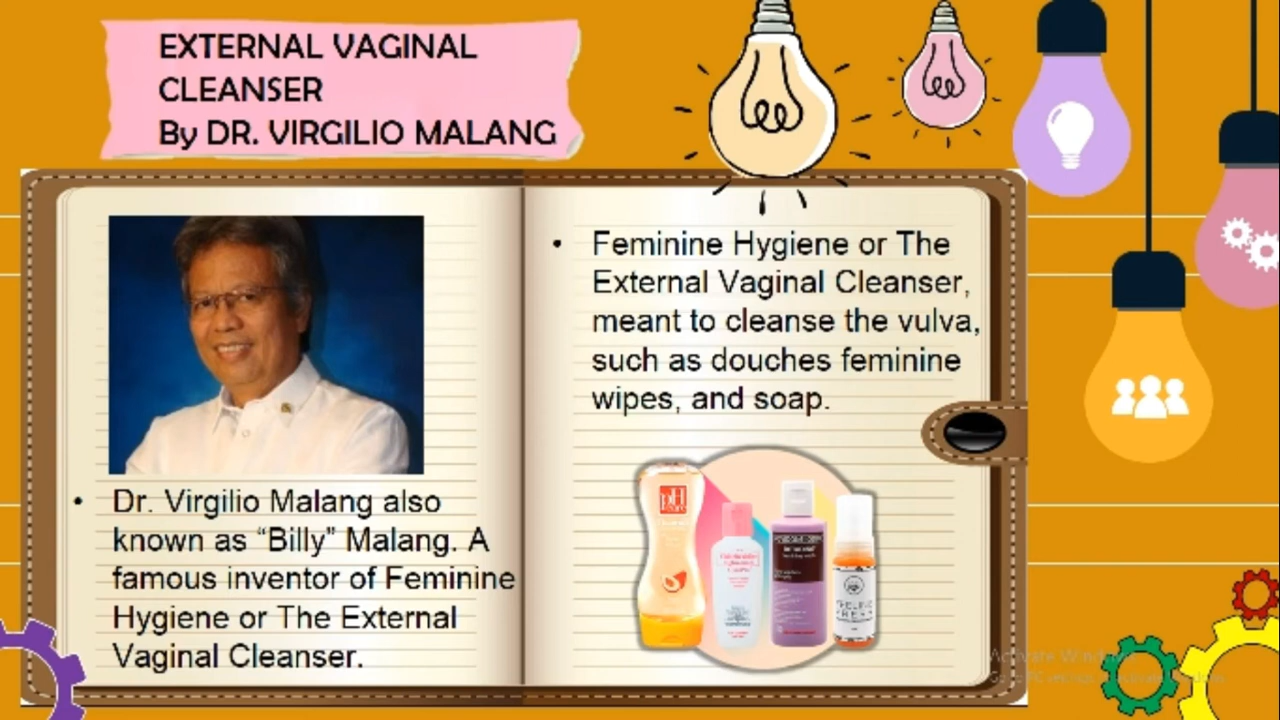 EXTERNAL VAGINAL
CLEANSER
By DR. VIRGILIO MALANG
• Dr. Virgilio Malang also
known as “Billy” Malang. A
famous inventor of Feminine
Hygiene or The External
Vaginal Cleanser.
• Feminine Hygiene or The
External Vaginal Cleanser,
meant to cleanse the vulva,
such as douches feminine
wipes, and soap.
pH
care
Activate Windows